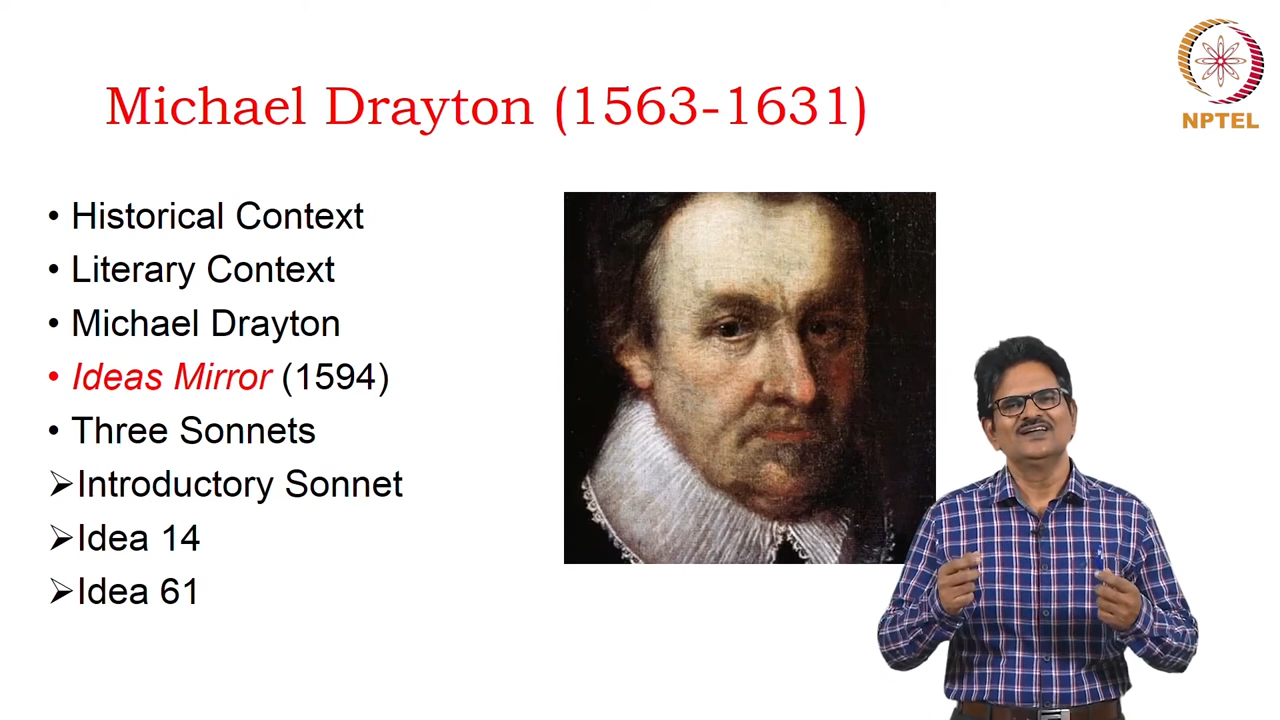 Michael Drayton (1563-1631)
NPTEL
• Historical Context
• Literary Context
• Michael Drayton
• Ideas Mirror (1594)
• Three Sonnets
➢Introductory Sonnet
➢Idea 14
➢Idea 61